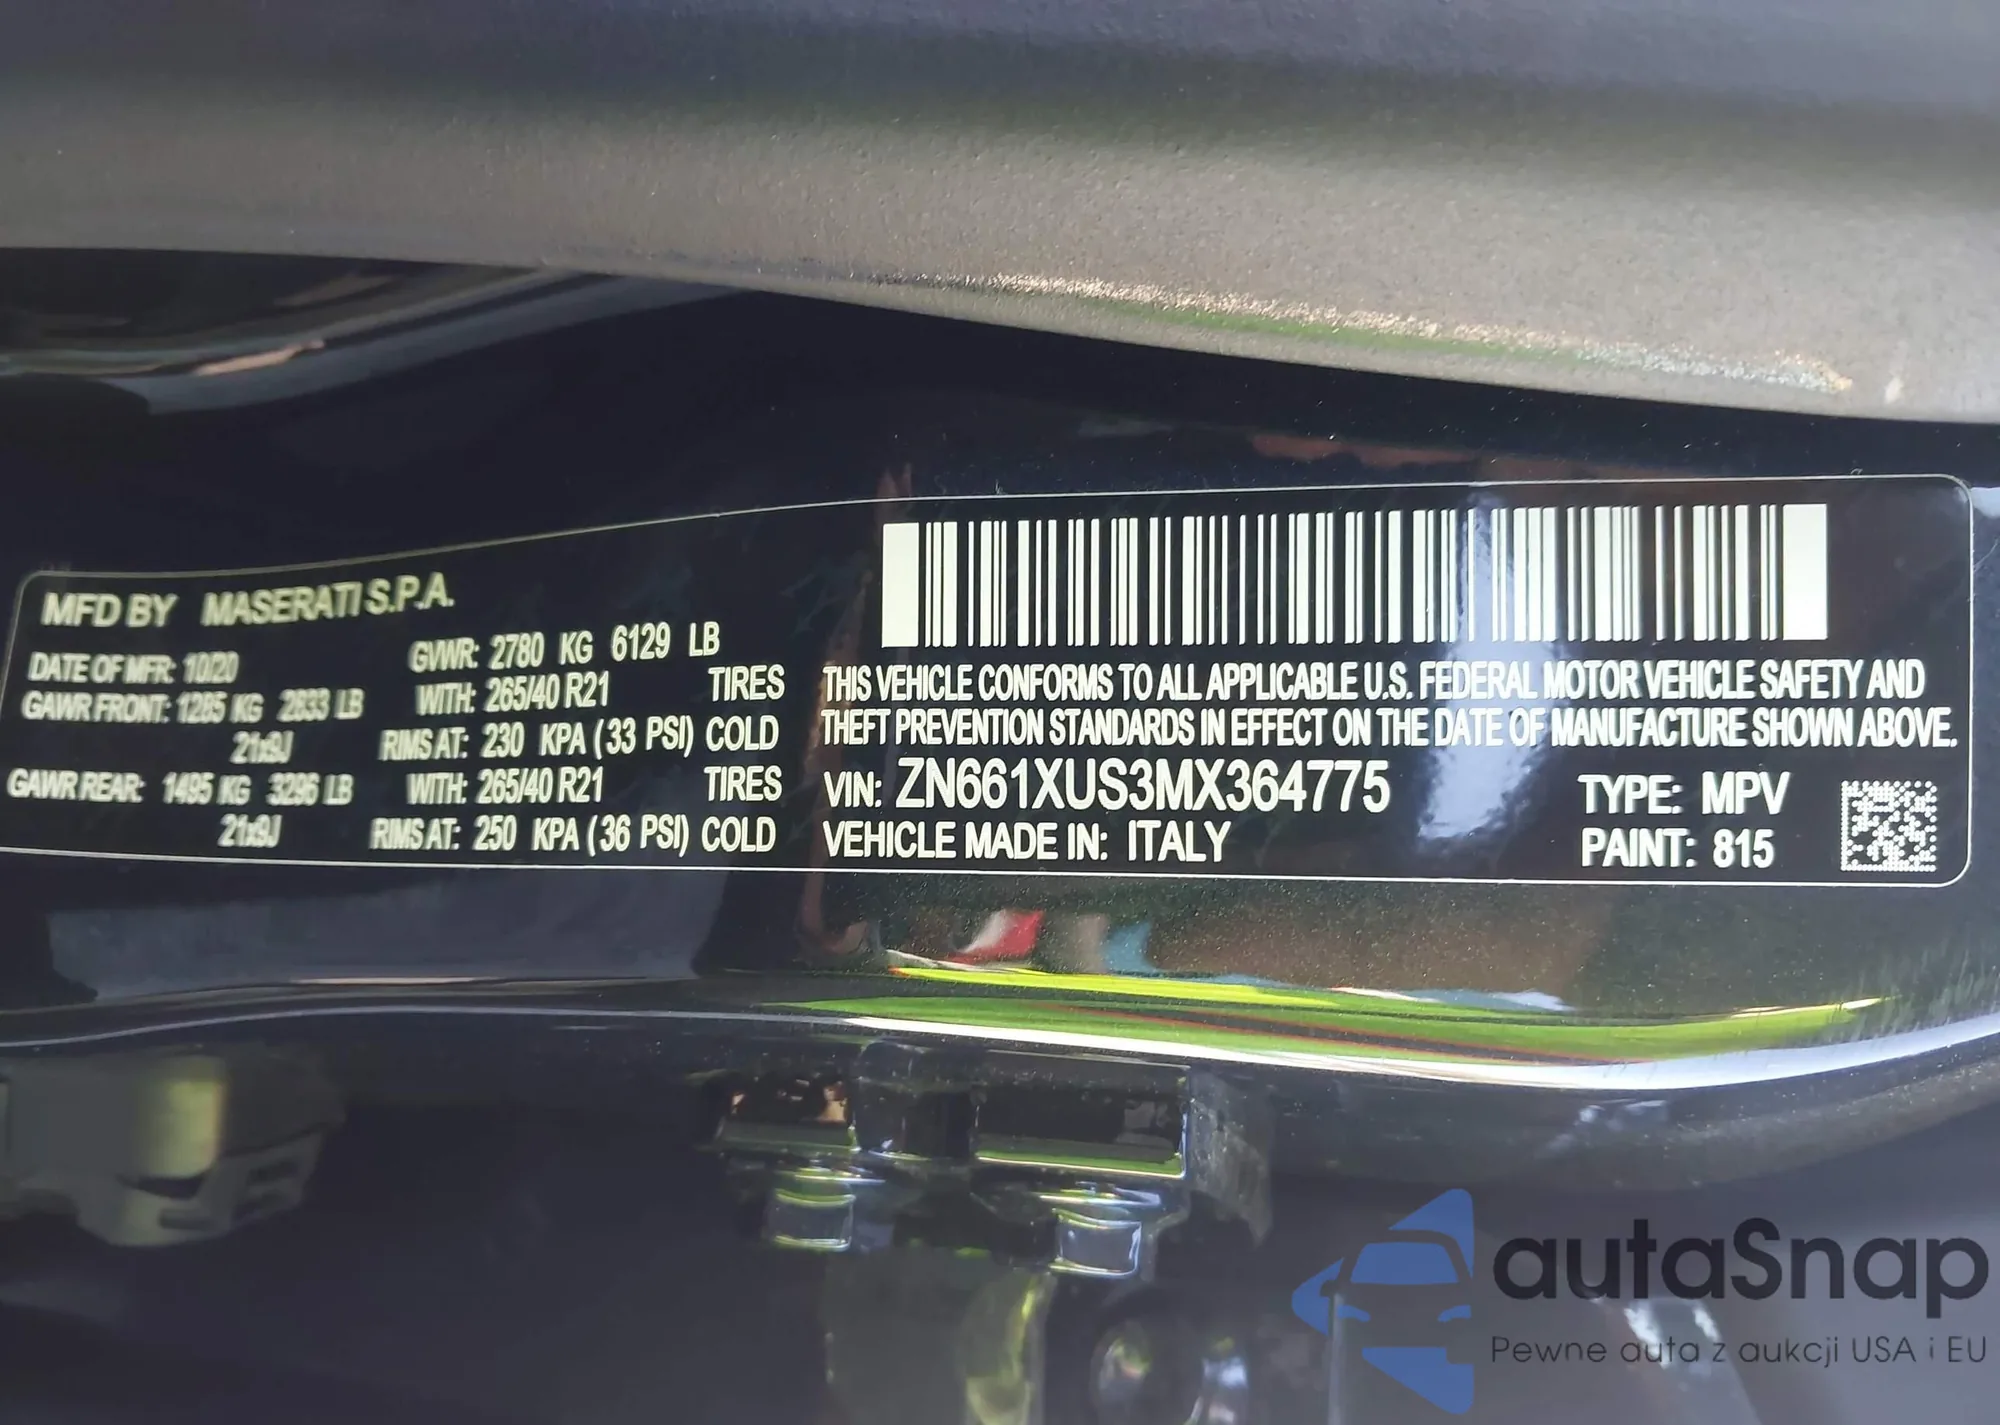 MFD BY MASERATI S.P.A.
DATE OF MFR: 10/20 GVWR: 2780 KG 6129 LB
GAWR FRONT: 1285 KG 2833 LB WITH: 265/40 R21 TIRES
21x9J RIMS AT: 230 KPA (33 PSI) COLD
GAWR REAR: 1495 KG 3296 LB WITH: 265/40 R21 TIRES
21x9J RIMS AT: 250 KPA (36 PSI) COLD
THIS VEHICLE CONFORMS TO ALL APPLICABLE U.S. FEDERAL MOTOR VEHICLE SAFETY AND
THEFT PREVENTION STANDARDS IN EFFECT ON THE DATE OF MANUFACTURE SHOWN ABOVE.
VIN: ZN661XUS3MX364775 TYPE: MPV
VEHICLE MADE IN: ITALY PAINT: 815
autaSnap
Pewne auta z aukcji USA i EU